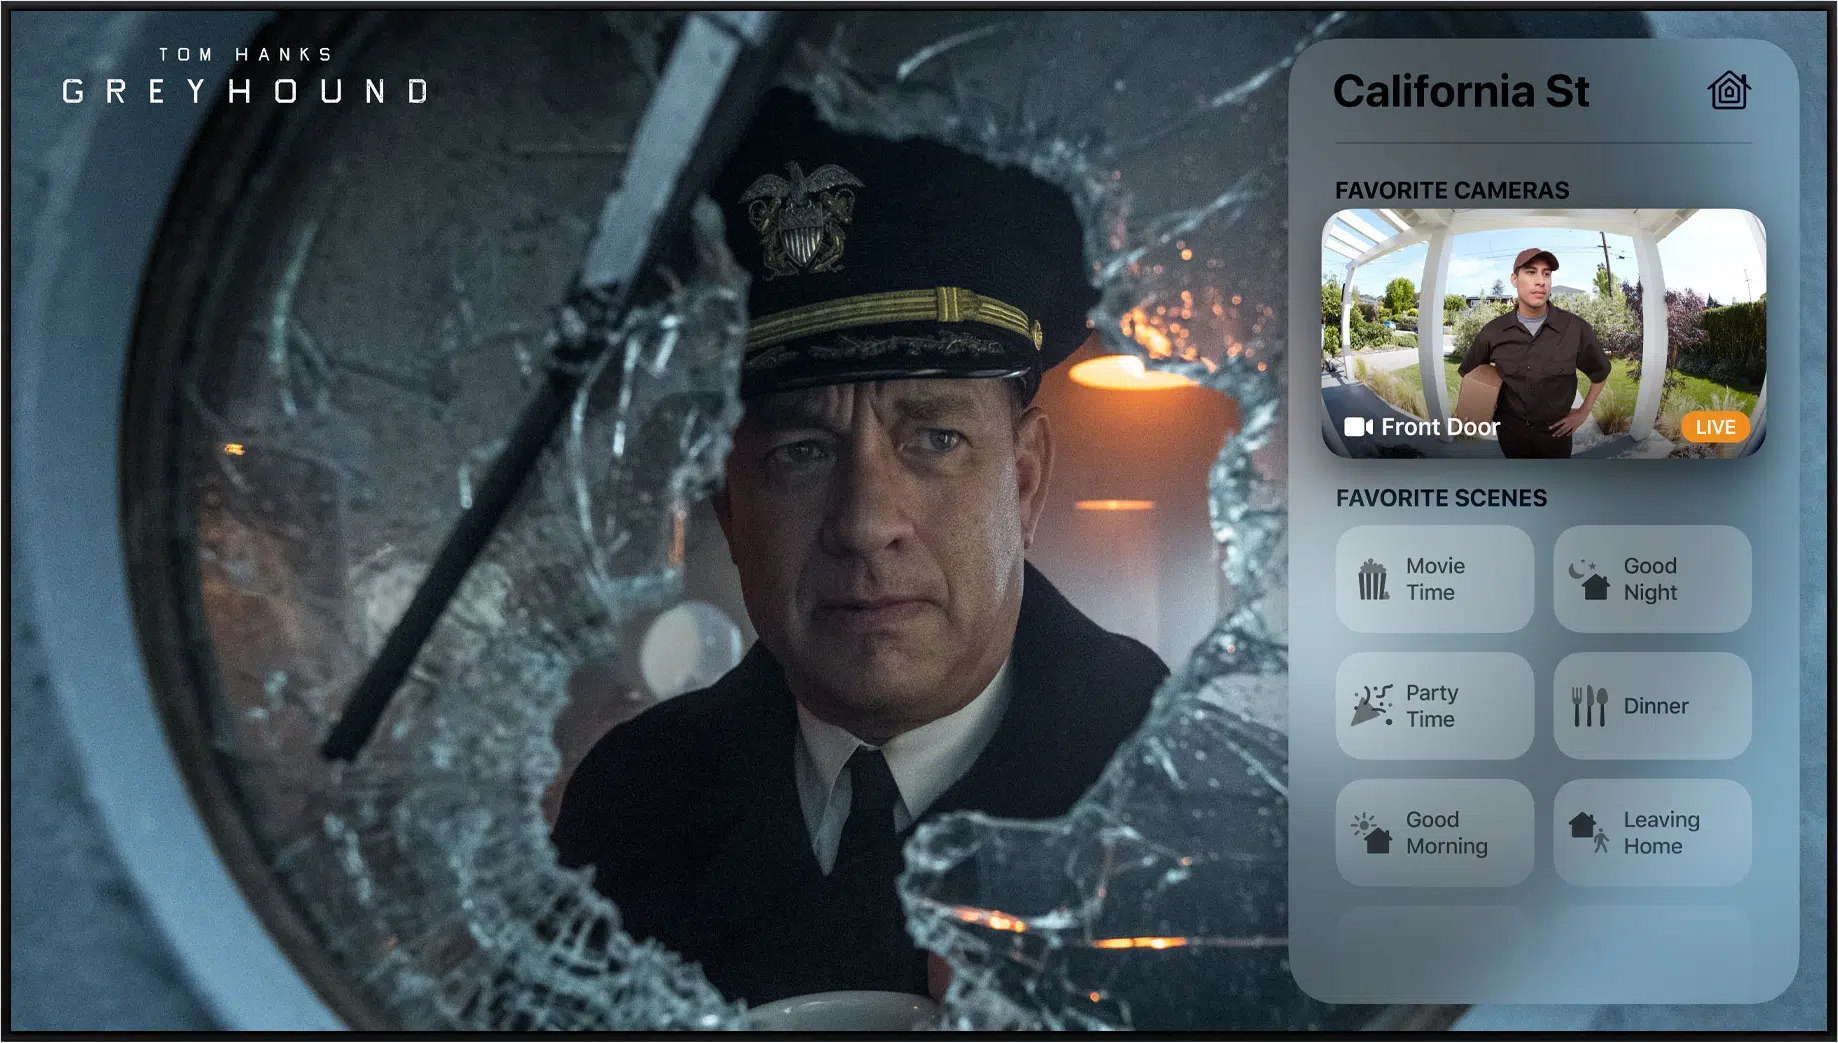 TOM HANKS
GREYHOUND
California St
FAVORITE CAMERAS
Front Door
LIVE
FAVORITE SCENES
Movie
Time
Good
Night
Party
Time
Dinner
Good
Morning
Leaving
Home